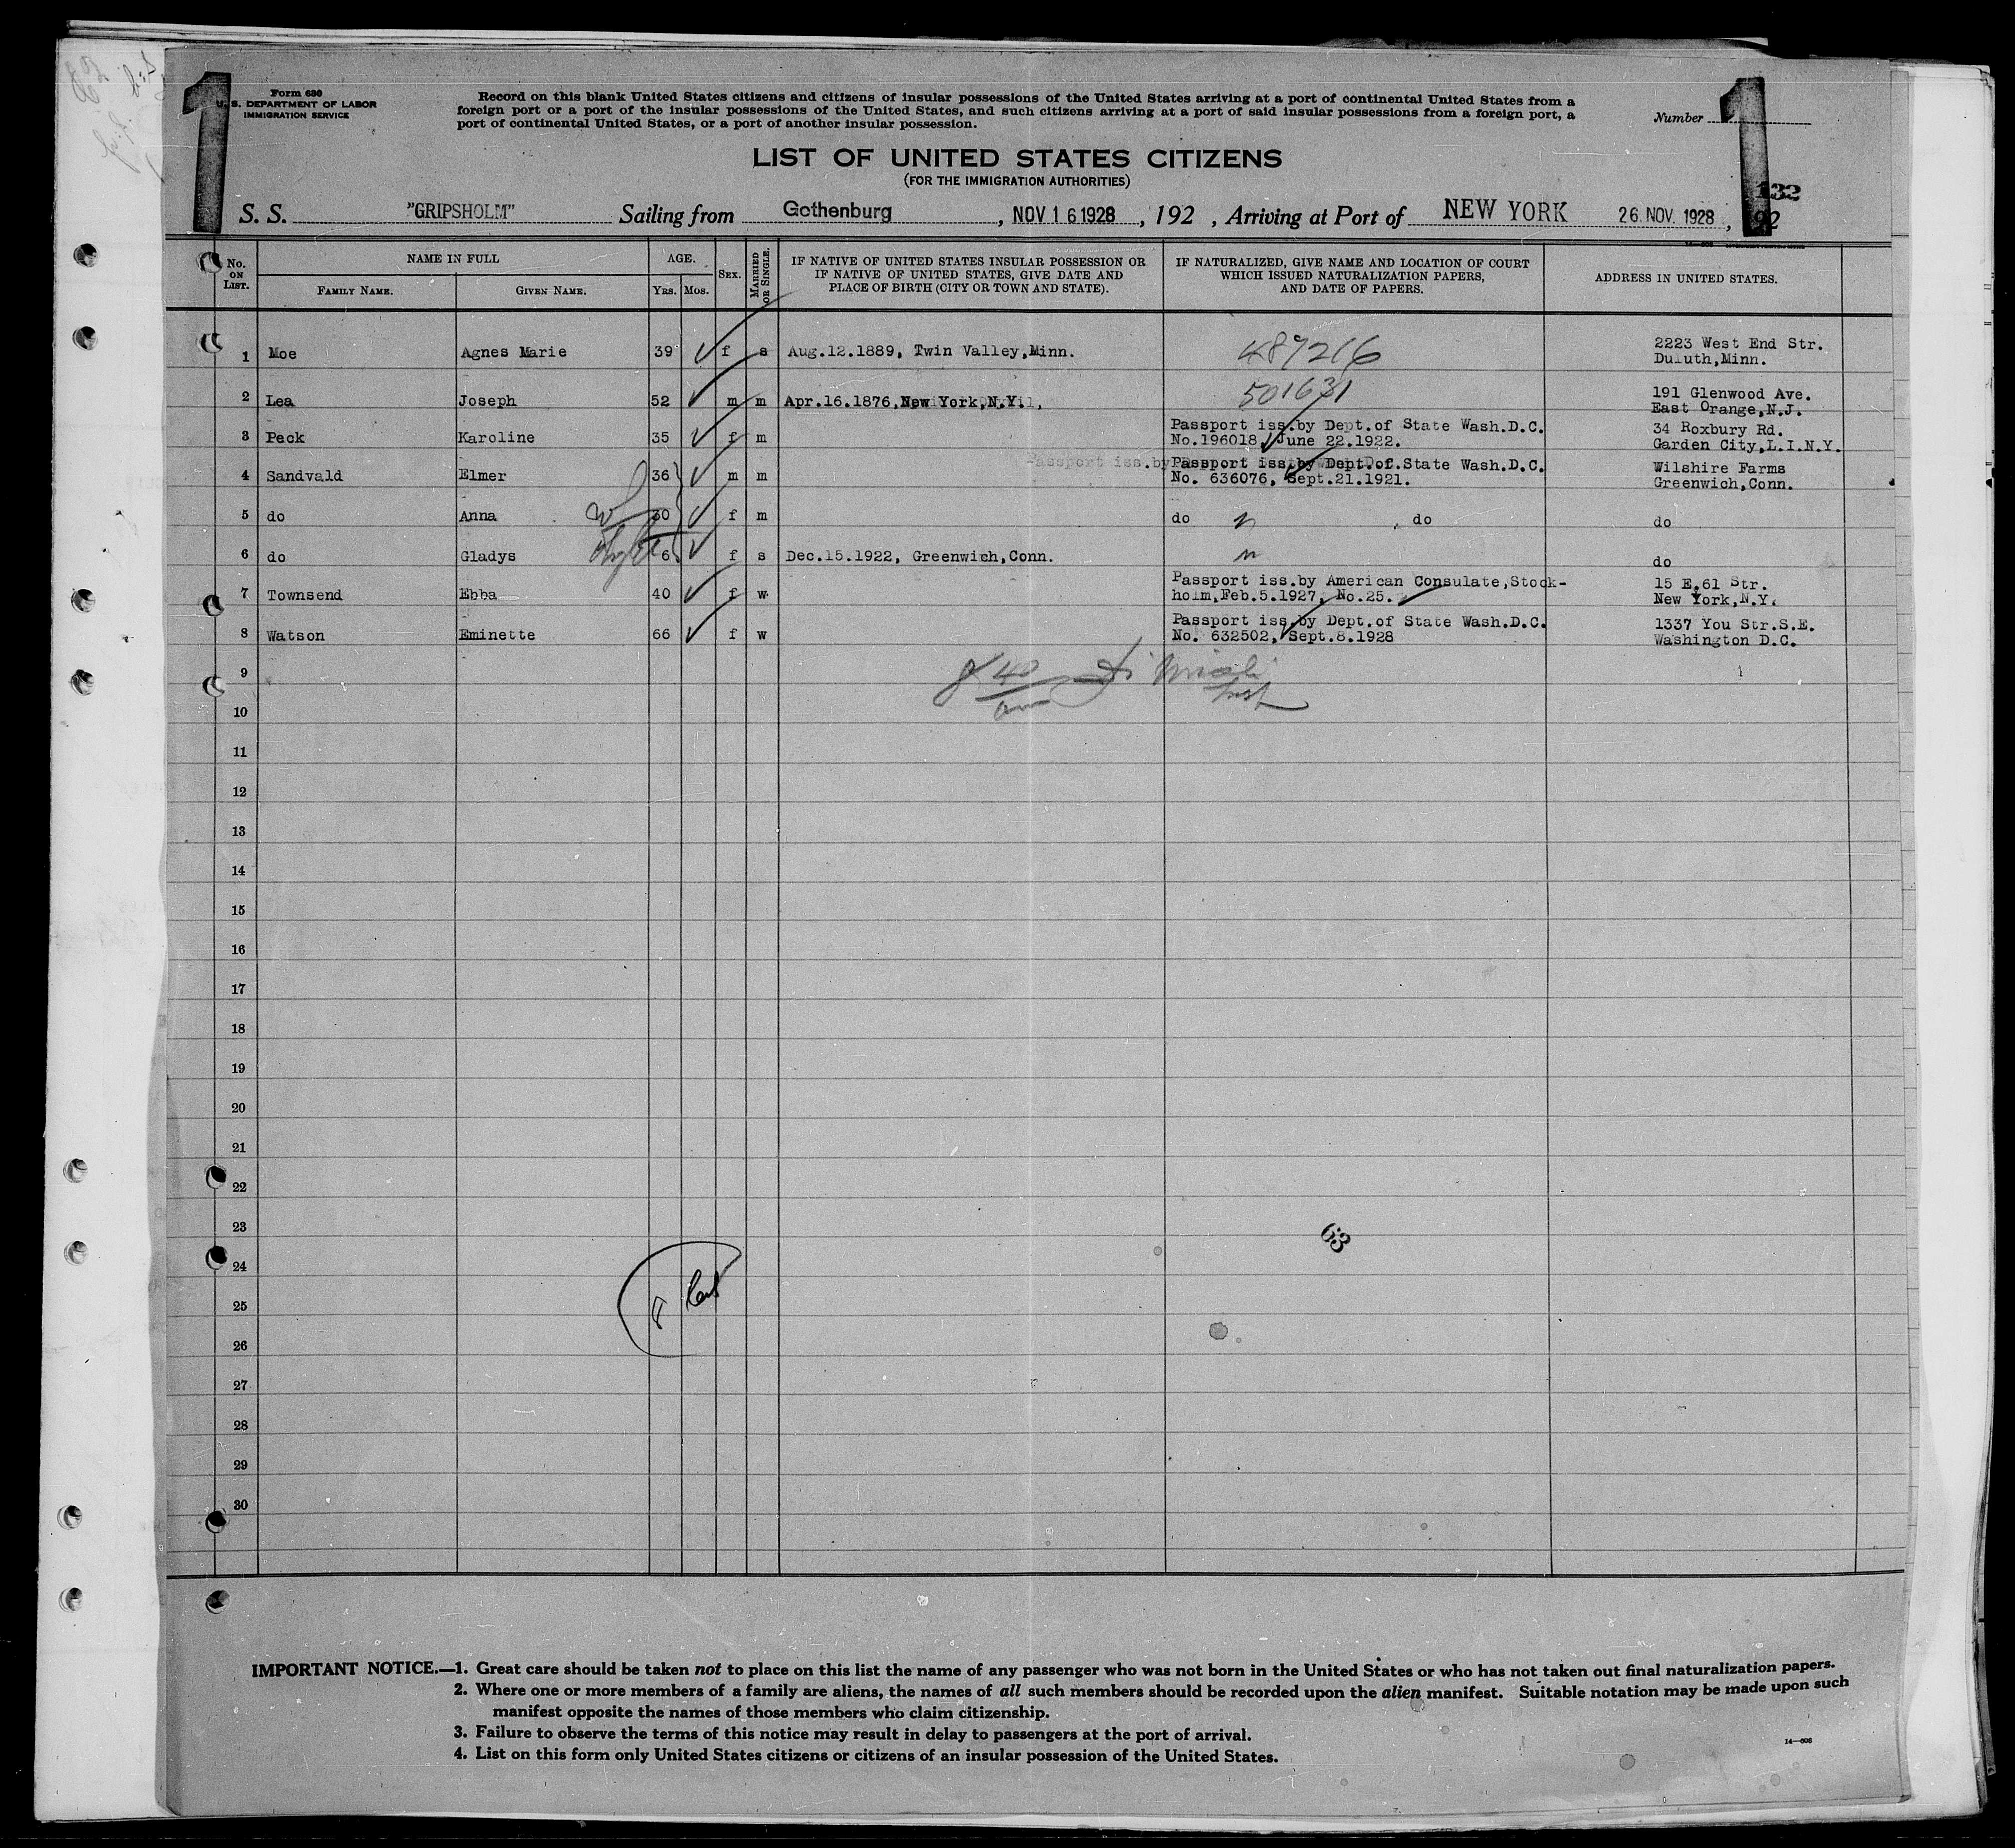 Form 630
U. S. DEPARTMENT OF LABOR
IMMIGRATION SERVICE
Record on this blank United States citizens and citizens of insular possessions of the United States arriving at a port of continental United States from a
foreign port or a port of the insular possessions of the United States, and such citizens arriving at a port of said insular possessions from a foreign port, a
port of continental United States, or a port of another insular possession.
Number
1
1
132
LIST OF UNITED STATES CITIZENS
(FOR THE IMMIGRATION AUTHORITIES)
S. S. "GRIPSHOLM" Sailing from Gothenburg, NOV 16 1928, 192 , Arriving at Port of NEW YORK 26. NOV. 1928, 192
No. ON LIST. NAME IN FULL AGE. SEX. MARRIED OR SINGLE. IF NATIVE OF UNITED STATES INSULAR POSSESSION OR IF NATIVE OF UNITED STATES, GIVE DATE AND PLACE OF BIRTH (CITY OR TOWN AND STATE). IF NATURALIZED, GIVE NAME AND LOCATION OF COURT WHICH ISSUED NATURALIZATION PAPERS, AND DATE OF PAPERS. ADDRESS IN UNITED STATES.
FAMILY NAME. GIVEN NAME. YRS. MOS.
1 Moe Agnes Marie 39 f s Aug.12.1889, Twin Valley,Minn. 487216 2223 West End Str. Duluth,Minn.
2 Lea Joseph 52 m m Apr.16.1876,New York,N.Y. 501631 191 Glenwood Ave. East Orange,N.J.
3 Peck Karoline 35 f m Passport iss.by Dept.of State Wash.D.C. No.196018, June 22.1922. 34 Roxbury Rd. Garden City,L.I.N.Y.
4 Sandvald Elmer 36 m m Passport iss.by Dept.of State Wash.D.C. No. 636076, Sept.21.1921. Wilshire Farms Greenwich,Conn.
5 do Anna 30 f m do do do
6 do Gladys 6 f s Dec.15.1922, Greenwich,Conn. do
7 Townsend Ebba 40 f w Passport iss.by American Consulate,Stock-holm,Feb.5.1927, No.25. 15 E.61 Str. New York,N.Y.
8 Watson Eminette 66 f w Passport iss.by Dept.of State Wash.D.C. No. 632502, Sept.8.1928 1337 You Str.S.E. Washington D.C.
9
10
11
12
13
14
15
16
17
18
19
20
21
22
23
63
24
25
26
27
28
29
30
IMPORTANT NOTICE.—1. Great care should be taken not to place on this list the name of any passenger who was not born in the United States or who has not taken out final naturalization papers.
2. Where one or more members of a family are aliens, the names of all such members should be recorded upon the alien manifest. Suitable notation may be made upon such
manifest opposite the names of those members who claim citizenship.
3. Failure to observe the terms of this notice may result in delay to passengers at the port of arrival.
4. List on this form only United States citizens or citizens of an insular possession of the United States.